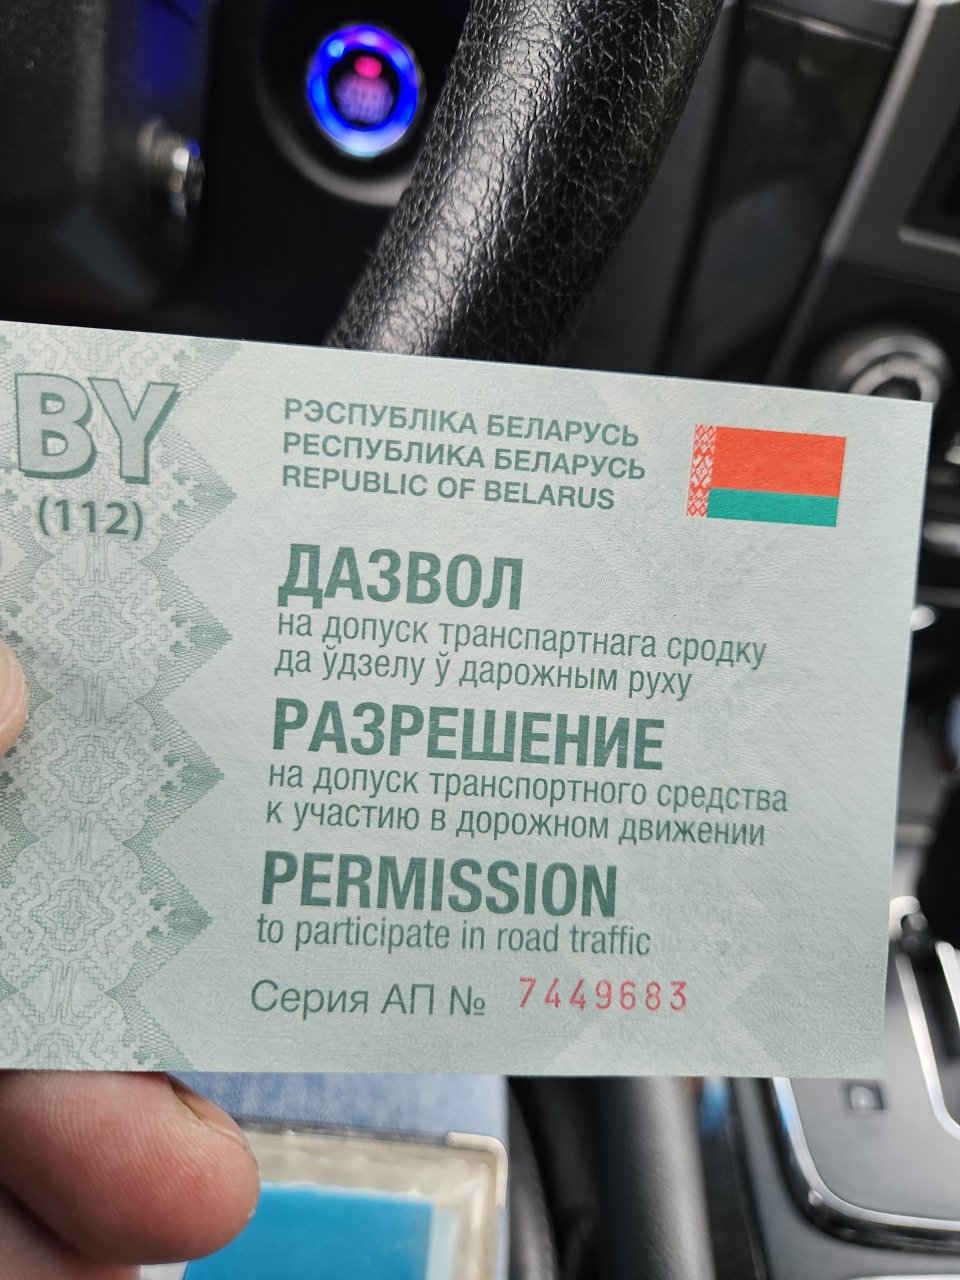 BY
(112)
РЭСПУБЛІКА БЕЛАРУСЬ
РЕСПУБЛИКА БЕЛАРУСЬ
REPUBLIC OF BELARUS
ДАЗВОЛ
на допуск транспартнага сродку
да ўдзелу ў дарожным руху
РАЗРЕШЕНИЕ
на допуск транспортного средства
к участию в дорожном движении
PERMISSION
to participate in road traffic
Серия АП № 7449683